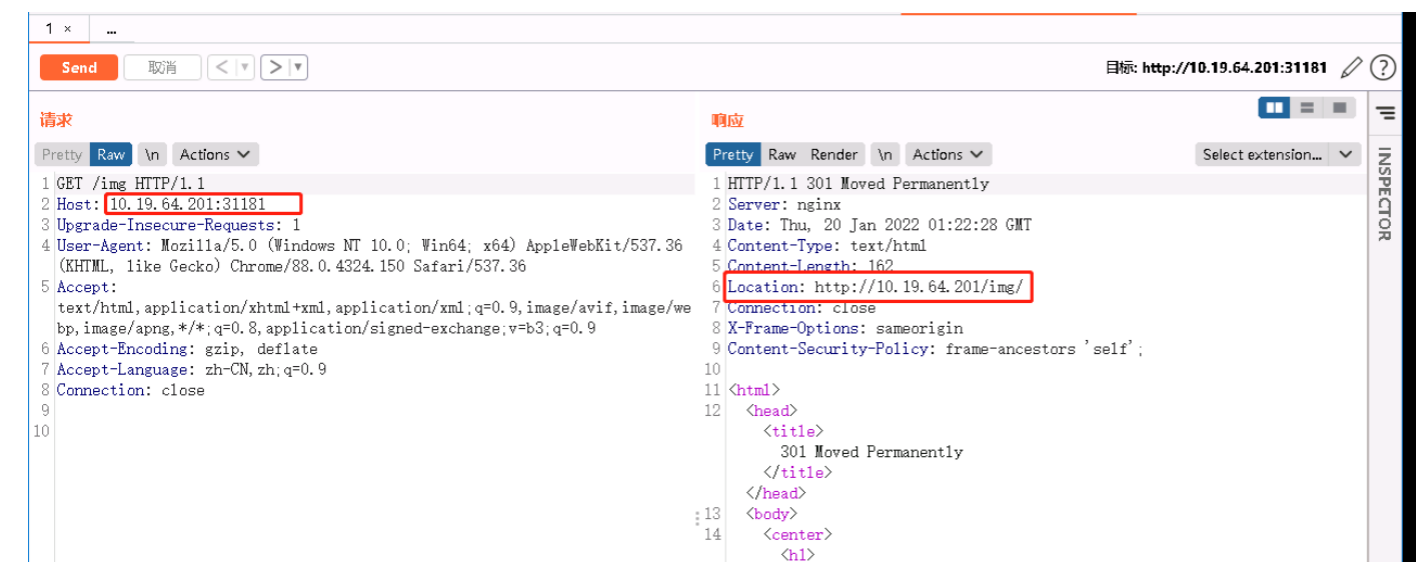 1 × ...
Send 取消 < ▼ > ▼ 目标: http://10.19.64.201:31181 ?
请求
Pretty Raw \n Actions
1 GET /img HTTP/1.1
2 Host: 10.19.64.201:31181
3 Upgrade-Insecure-Requests: 1
4 User-Agent: Mozilla/5.0 (Windows NT 10.0; Win64; x64) AppleWebKit/537.36
(KHTML, like Gecko) Chrome/88.0.4324.150 Safari/537.36
5 Accept:
text/html,application/xhtml+xml,application/xml;q=0.9,image/avif,image/we
bp,image/apng,*/*;q=0.8,application/signed-exchange;v=b3;q=0.9
6 Accept-Encoding: gzip, deflate
7 Accept-Language: zh-CN,zh;q=0.9
8 Connection: close
9
10
响应
Pretty Raw Render \n Actions Select extension...
1 HTTP/1.1 301 Moved Permanently
2 Server: nginx
3 Date: Thu, 20 Jan 2022 01:22:28 GMT
4 Content-Type: text/html
5 Content-Length: 162
6 Location: http://10.19.64.201/img/
7 Connection: close
8 X-Frame-Options: sameorigin
9 Content-Security-Policy: frame-ancestors 'self';
10
11 <html>
12 <head>
<title>
301 Moved Permanently
</title>
</head>
13 <body>
14 <center>
<h1>
INSPECTOR